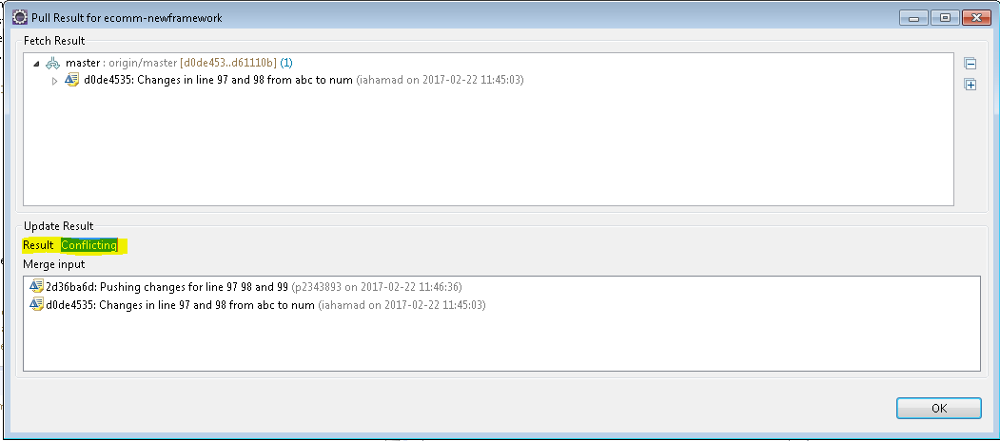 Pull Result for ecomm-newframework
Fetch Result
master : origin/master [d0de453..d61110b] (1)
d0de4535: Changes in line 97 and 98 from abc to num (iahamad on 2017-02-22 11:45:03)
Update Result
Result Conflicting
Merge input
2d36ba6d: Pushing changes for line 97 98 and 99 (p2343893 on 2017-02-22 11:46:36)
d0de4535: Changes in line 97 and 98 from abc to num (iahamad on 2017-02-22 11:45:03)
OK